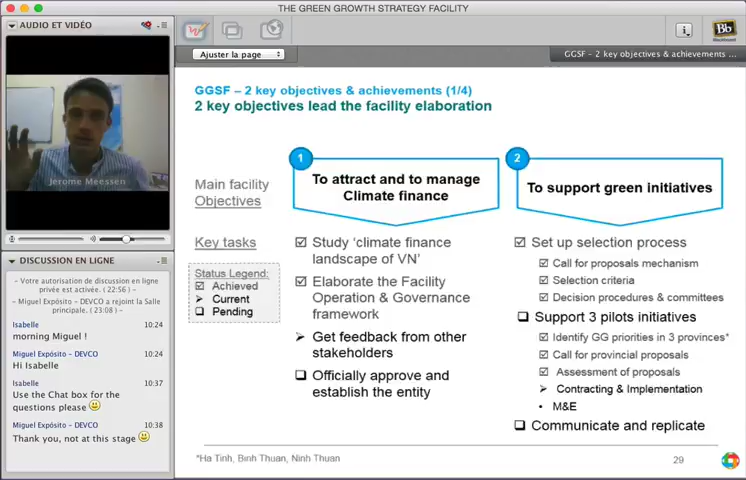 THE GREEN GROWTH STRATEGY FACILITY
AUDIO ET VIDÉO
Jerome Meessen
DISCUSSION EN LIGNE
- Votre autorisation de discussion en ligne
privée est activée. ( 22:56 ) -
- Miguel Expósito - DEVCO a rejoint la Salle
principale. ( 23:08 ) -
Isabelle 10:24
morning Miguel !
Miguel Expósito - DEVCO 10:24
Hi Isabelle
Isabelle 10:37
Use the Chat box for the
questions please
Miguel Expósito - DEVCO 10:38
Thank you, not at this stage
Ajuster la page
i
Bb
Blackboard
GGSF - 2 key objectives & achievements ...
GGSF – 2 key objectives & achievements (1/4)
2 key objectives lead the facility elaboration
Main facility
Objectives
1
To attract and to manage
Climate finance
2
To support green initiatives
Key tasks
Status Legend:
Achieved
Current
Pending
Study 'climate finance
landscape of VN'
Elaborate the Facility
Operation & Governance
framework
Get feedback from other
stakeholders
Officially approve and
establish the entity
Set up selection process
Call for proposals mechanism
Selection criteria
Decision procedures & committees
Support 3 pilots initiatives
Identify GG priorities in 3 provinces*
Call for provincial proposals
Assessment of proposals
Contracting & Implementation
• M&E
Communicate and replicate
*Ha Tinh, Binh Thuan, Ninh Thuan
29